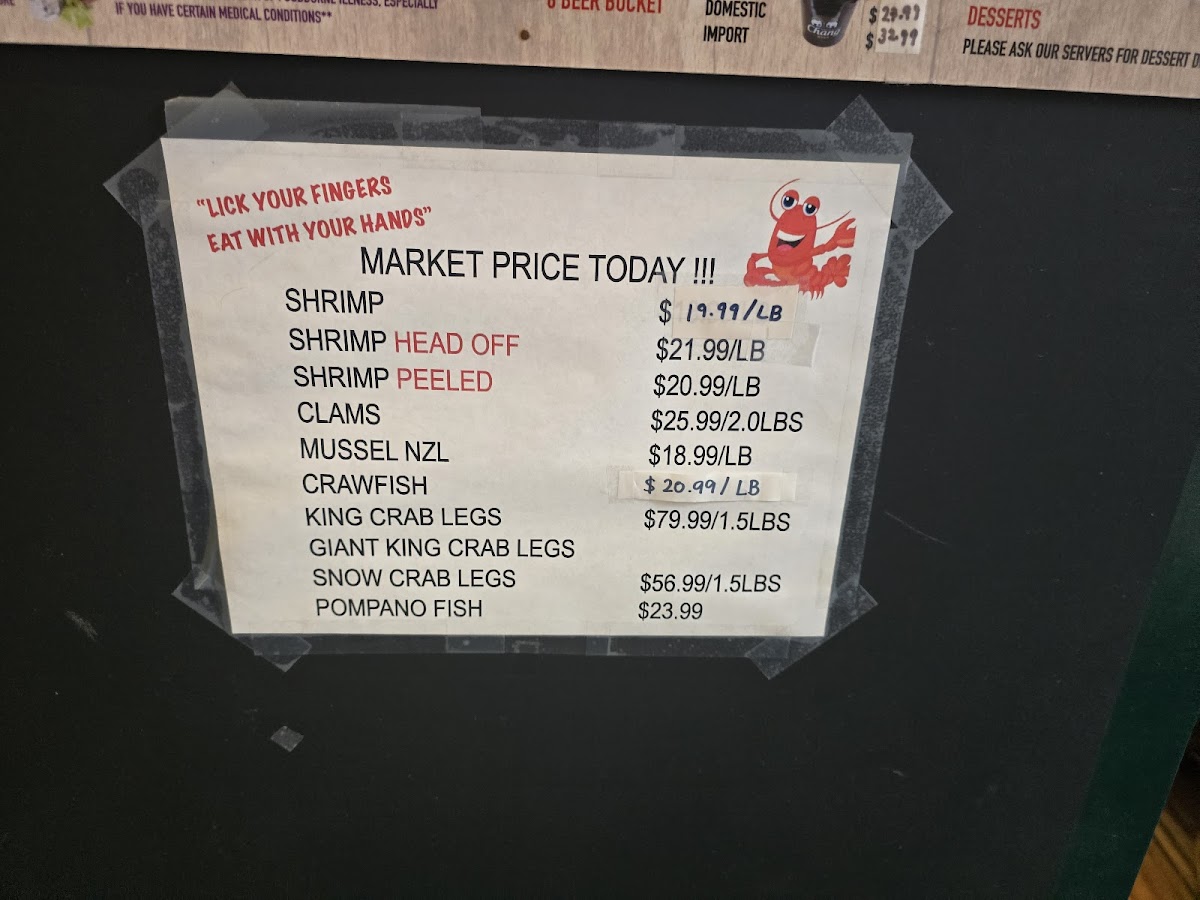 IF YOU HAVE CERTAIN MEDICAL CONDITIONS**
BEER BUCKET
DOMESTIC
IMPORT
$29.99
$32.99
DESSERTS
PLEASE ASK OUR SERVERS FOR DESSERT
"LICK YOUR FINGERS
EAT WITH YOUR HANDS"
MARKET PRICE TODAY !!!
SHRIMP $ 19.99/LB
SHRIMP HEAD OFF $21.99/LB
SHRIMP PEELED $20.99/LB
CLAMS $25.99/2.0LBS
MUSSEL NZL $18.99/LB
CRAWFISH $ 20.99/ LB
KING CRAB LEGS $79.99/1.5LBS
GIANT KING CRAB LEGS
SNOW CRAB LEGS $56.99/1.5LBS
POMPANO FISH $23.99